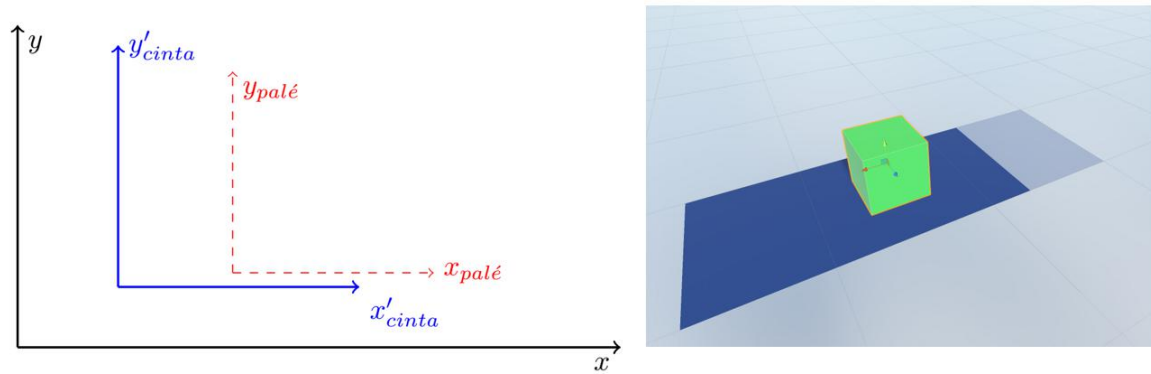 y
y′cinta
ypalé
xpalé
x′cinta
x